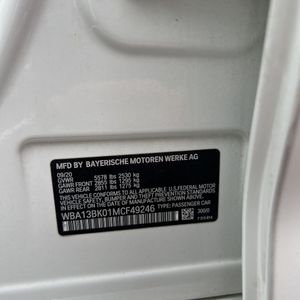 MFD BY BAYERISCHE MOTOREN WERKE AG
09/20
GVWR 5578 lbs 2530 kg
GAWR FRONT 2855 lbs 1295 kg
GAWR REAR 2811 lbs 1275 kg
THIS VEHICLE CONFORMS TO ALL APPLICABLE
FEDERAL MOTOR VEHICLE SAFETY, BUMPER,
AND THEFT PREVENTION STANDARDS IN EFFECT
ON THE DATE OF MANUFACTURE SHOWN ABOVE.
WBA13BK01MCF49246 300/0
TYPE: PASSENGER CAR